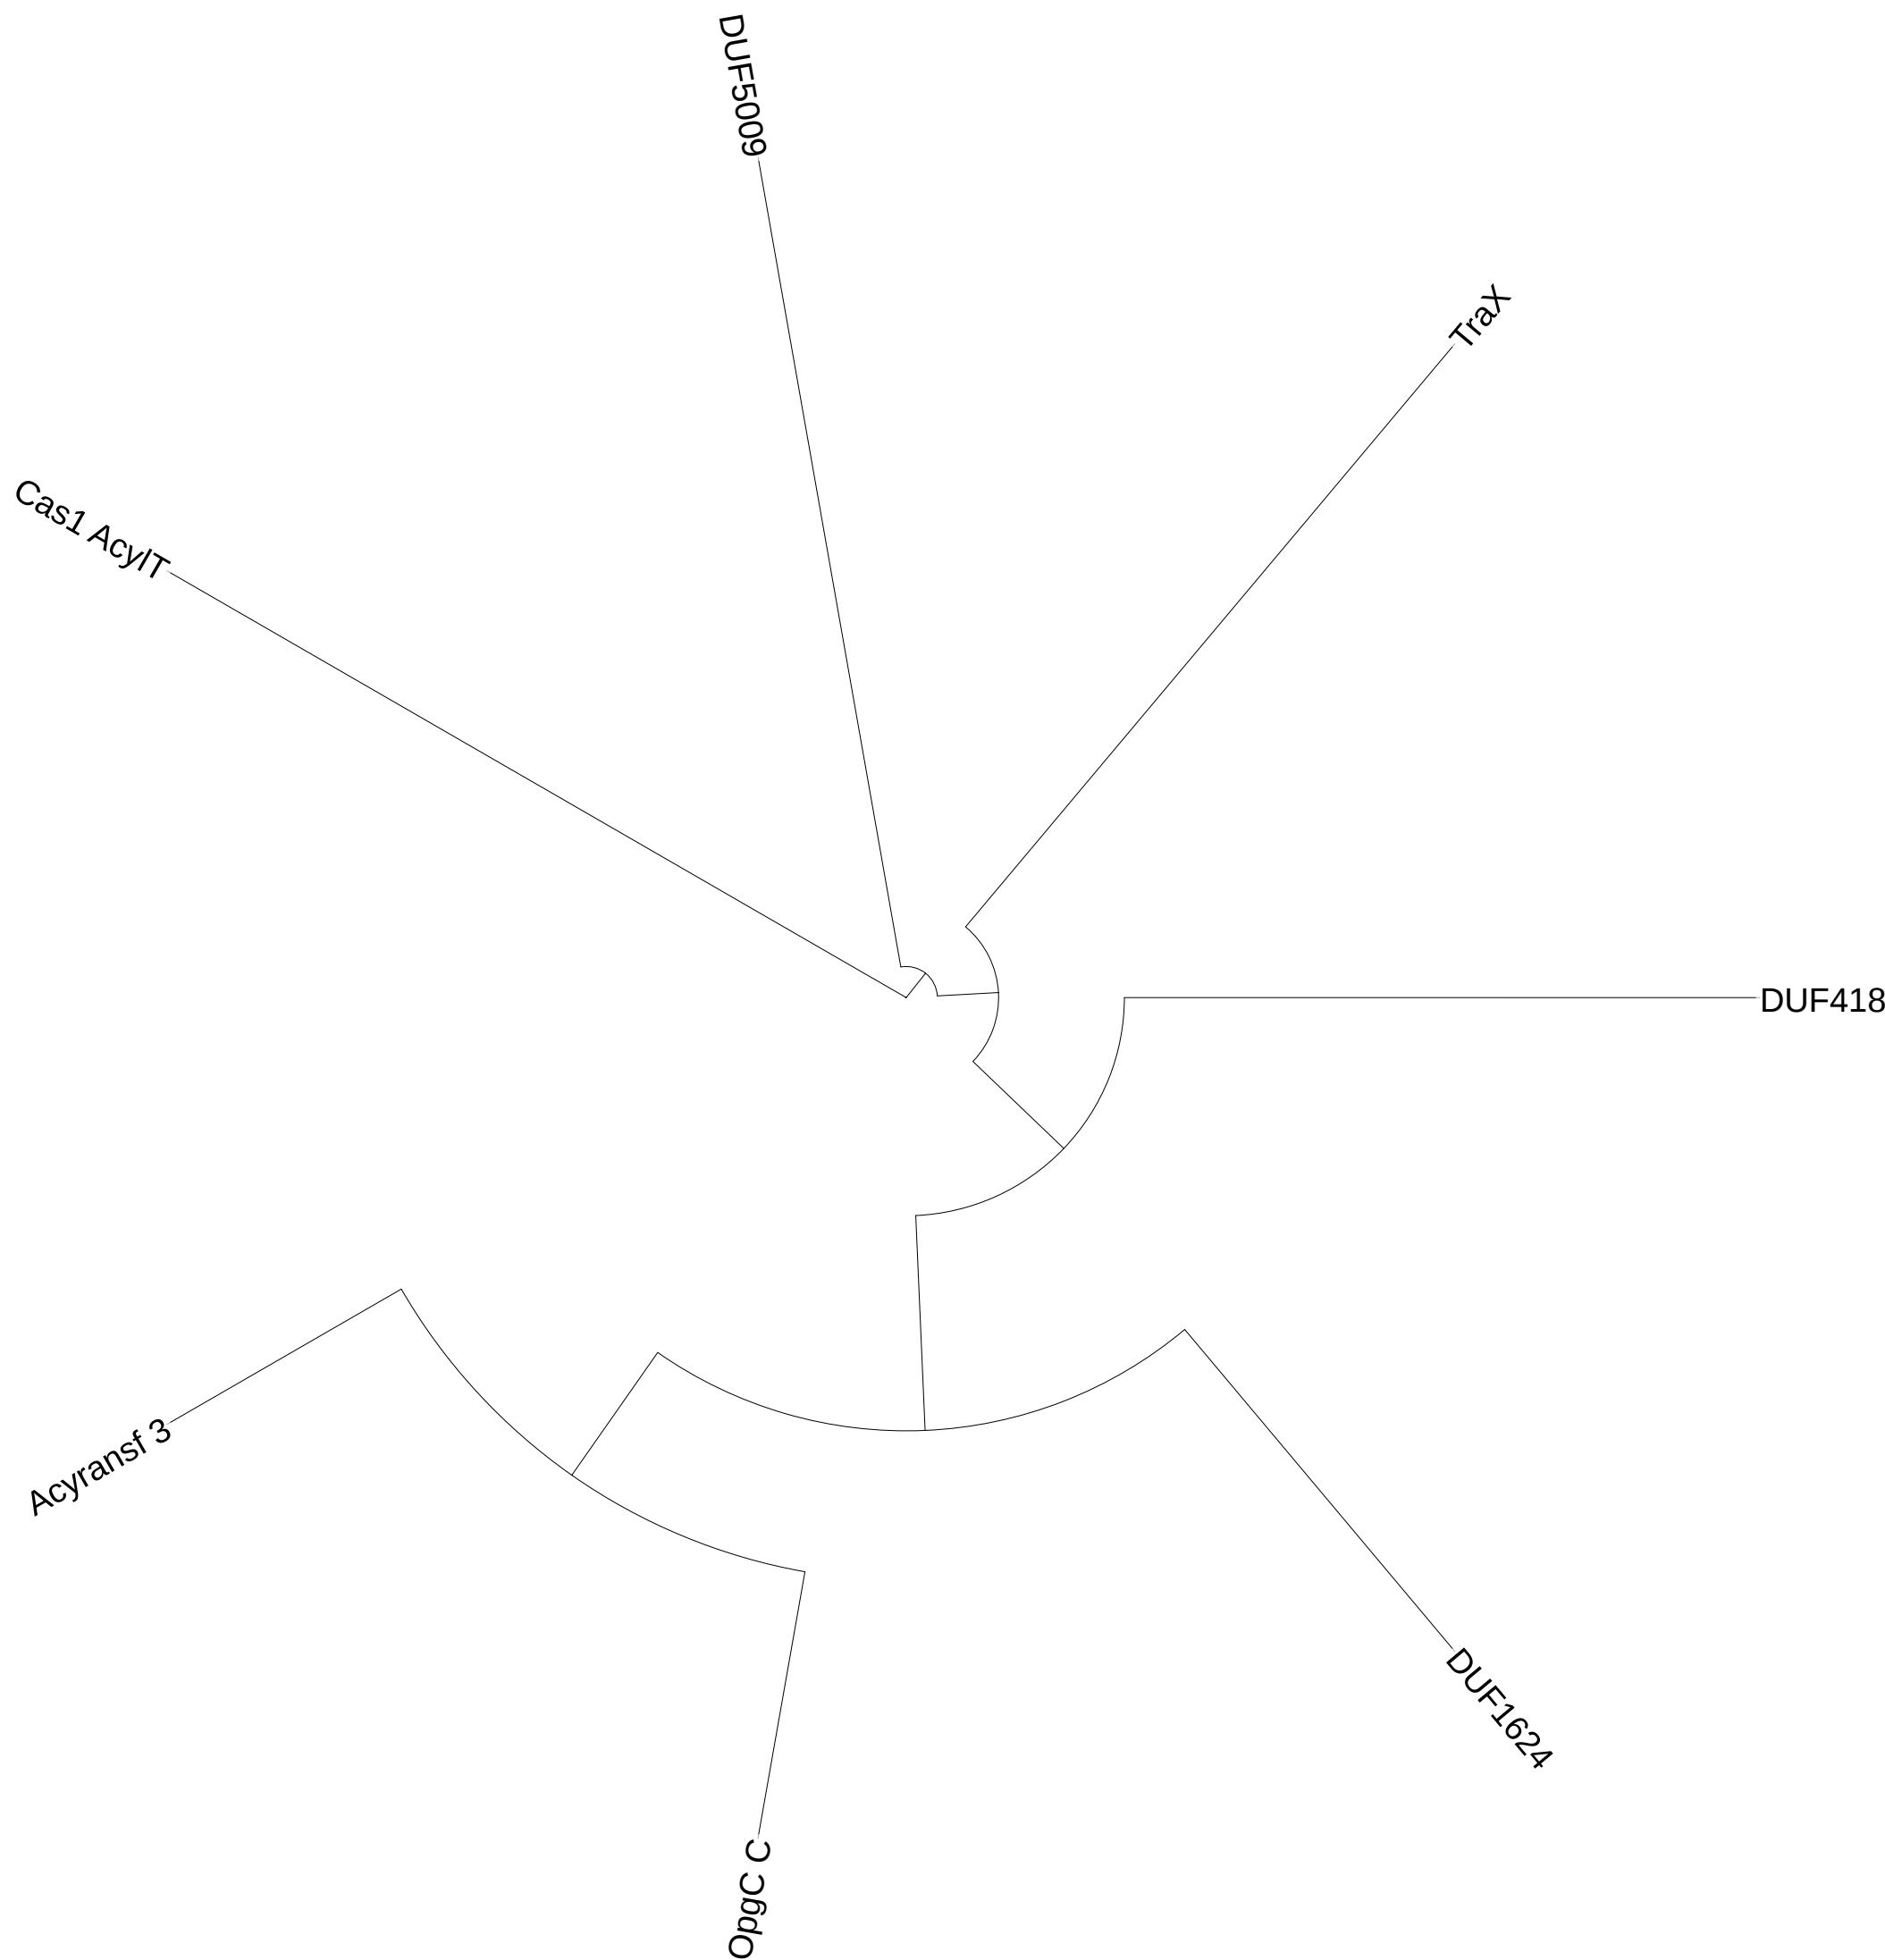 DUF5009
Trax
Cas1 AcylT
DUF418
Acyransf 3
DUF1624
OpgC C